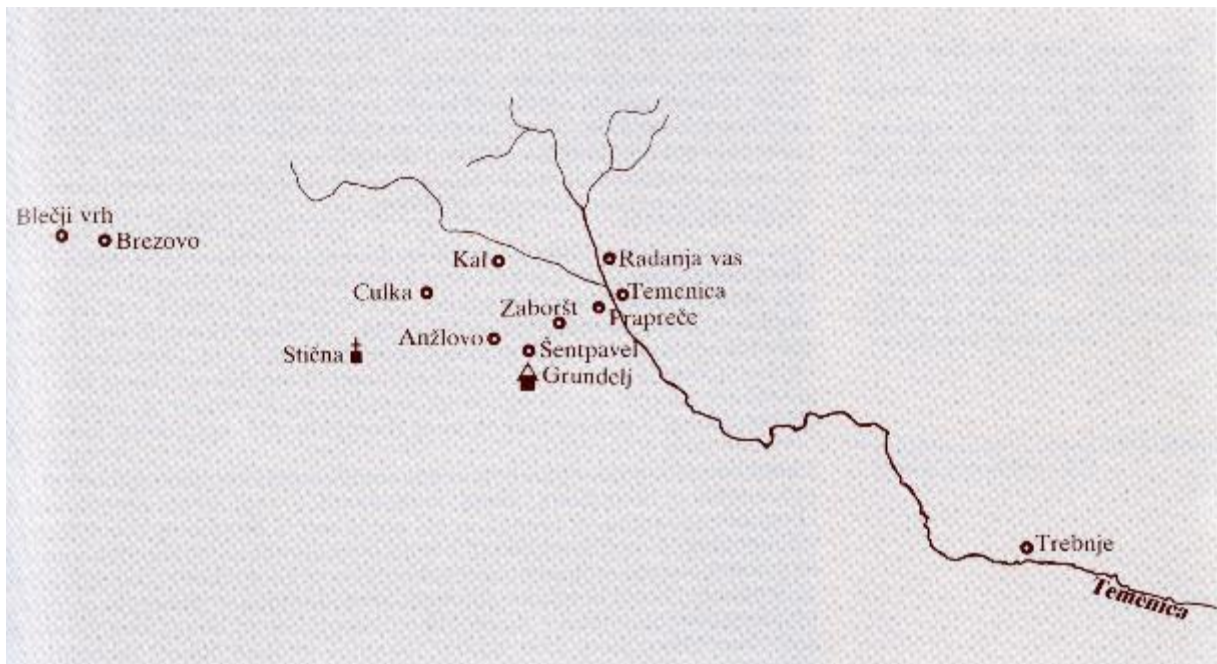 Blečji vrh
Brezovo
Kal
Radanja vas
Culka
Temenica
Zaboršt
Prapreče
Anžlovo
Stična
Šentpavel
Grundelj
Trebnje
Temenica